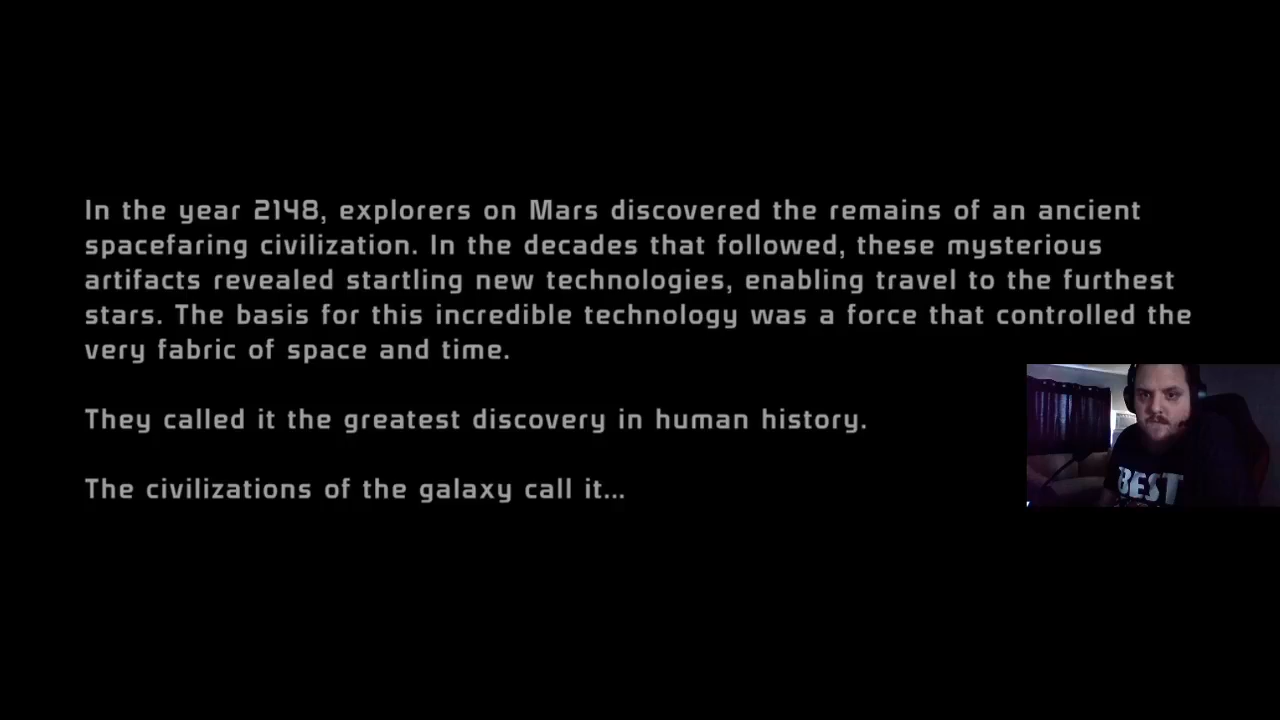 In the year 2148, explorers on Mars discovered the remains of an ancient
spacefaring civilization. In the decades that followed, these mysterious
artifacts revealed startling new technologies, enabling travel to the furthest
stars. The basis for this incredible technology was a force that controlled the
very fabric of space and time.
They called it the greatest discovery in human history.
The civilizations of the galaxy call it...
BEST